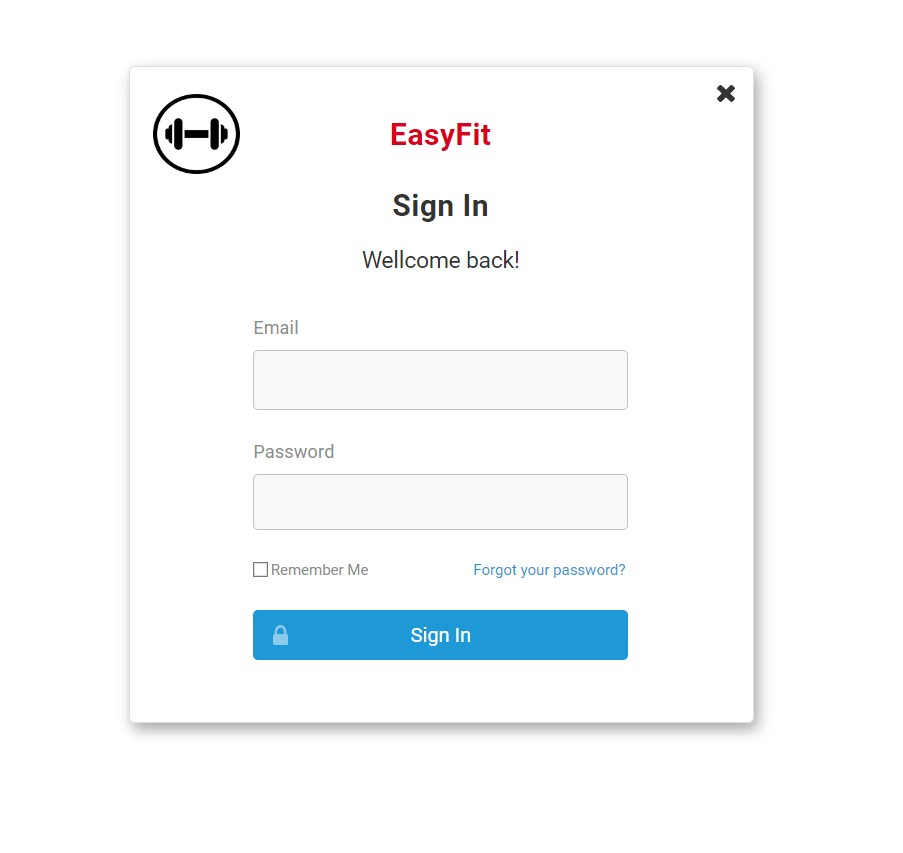 EasyFit
Sign In
Wellcome back!
Email
Password
Remember Me
Forgot your password?
Sign In